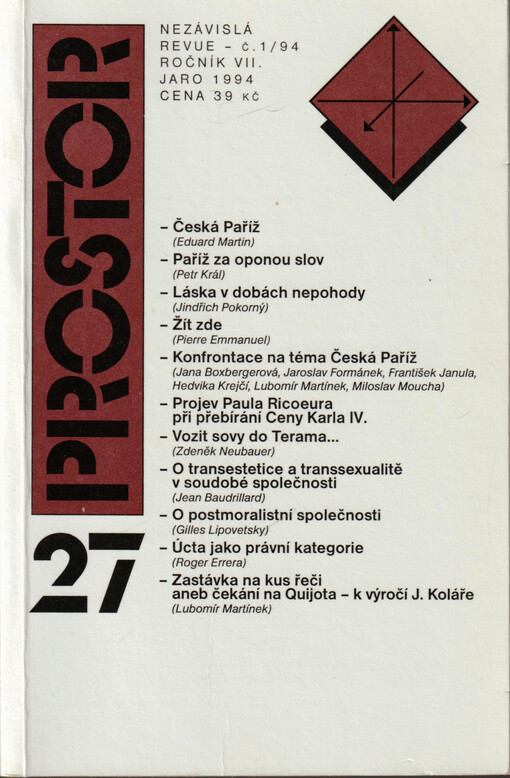 NEZÁVISLÁ
REVUE – č.1/94
ROČNÍK VII.
JARO 1994
CENA 39 KČ
PROSTOR
27
– Česká Paříž
(Eduard Martin)
– Paříž za oponou slov
(Petr Král)
– Láska v dobách nepohody
(Jindřich Pokorný)
– Žít zde
(Pierre Emmanuel)
– Konfrontace na téma Česká Paříž
(Jana Boxbergerová, Jaroslav Formánek, František Janula,
Hedvika Krejčí, Lubomír Martínek, Miloslav Moucha)
– Projev Paula Ricoeura
při přebírání Ceny Karla IV.
– Vozit sovy do Terama...
(Zdeněk Neubauer)
– O transestetice a transsexualitě
v soudobé společnosti
(Jean Baudrillard)
– O postmoralistní společnosti
(Gilles Lipovetsky)
– Úcta jako právní kategorie
(Roger Errera)
– Zastávka na kus řeči
aneb čekání na Quijota – k výročí J. Koláře
(Lubomír Martínek)